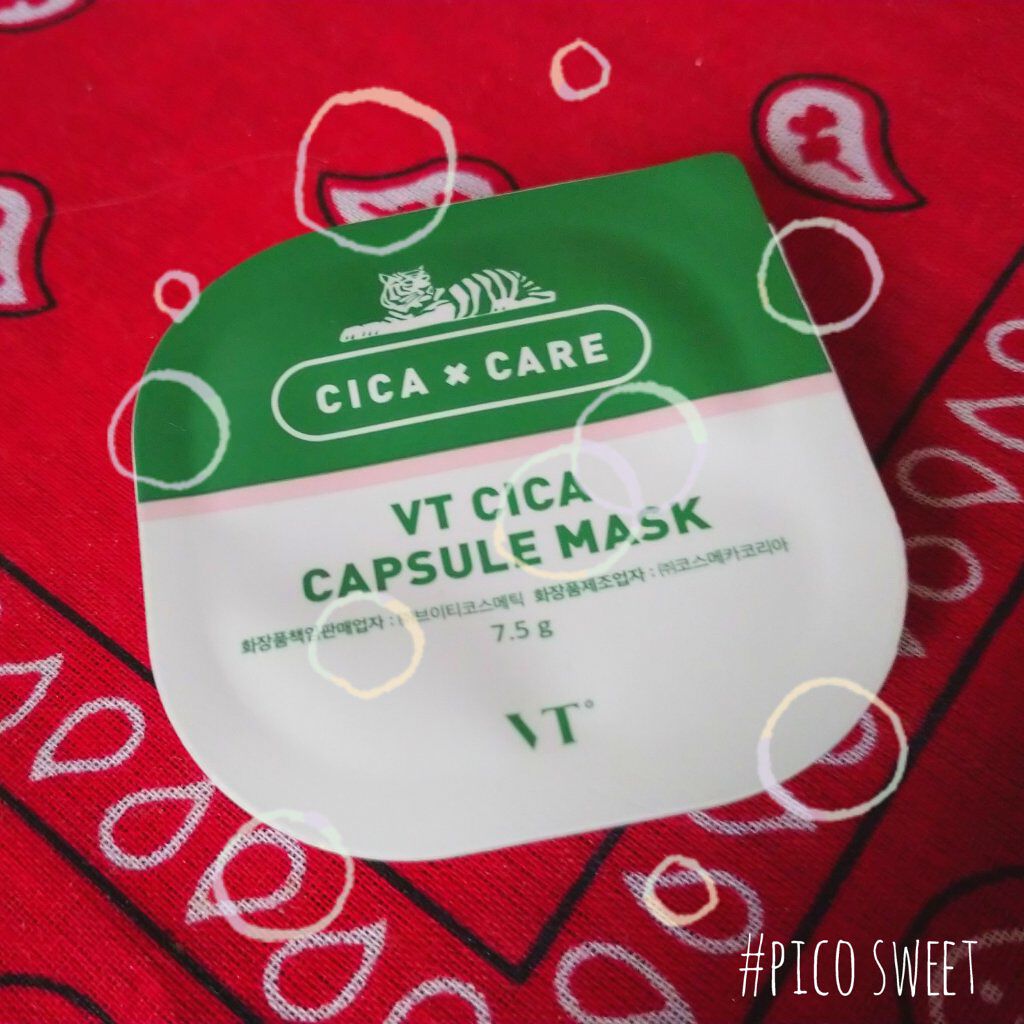 CICA × CARE
VT CICA
CAPSULE MASK
화장품책임판매업자 : ㈜브이티코스메틱 화장품제조업자 : ㈜코스메카코리아
7.5 g
VT°
#PICO SWEET